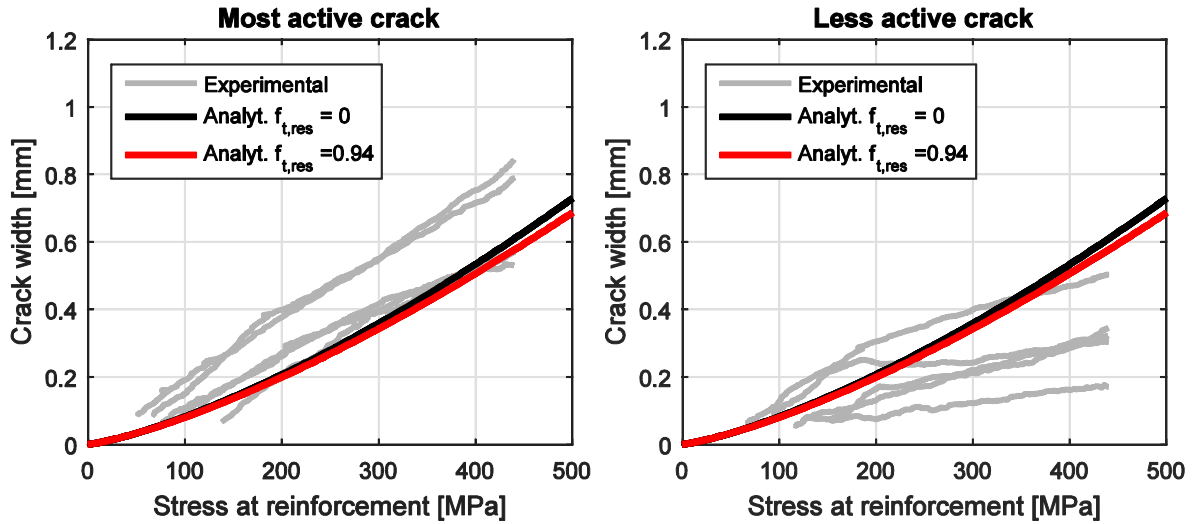 Most active crack
1.2
1
0.8
0.6
0.4
0.2
0
Crack width [mm]
Experimental
Analyt. f_t,res = 0
Analyt. f_t,res =0.94
0 100 200 300 400 500
Stress at reinforcement [MPa]
Less active crack
1.2
1
0.8
0.6
0.4
0.2
0
Crack width [mm]
Experimental
Analyt. f_t,res = 0
Analyt. f_t,res =0.94
0 100 200 300 400 500
Stress at reinforcement [MPa]